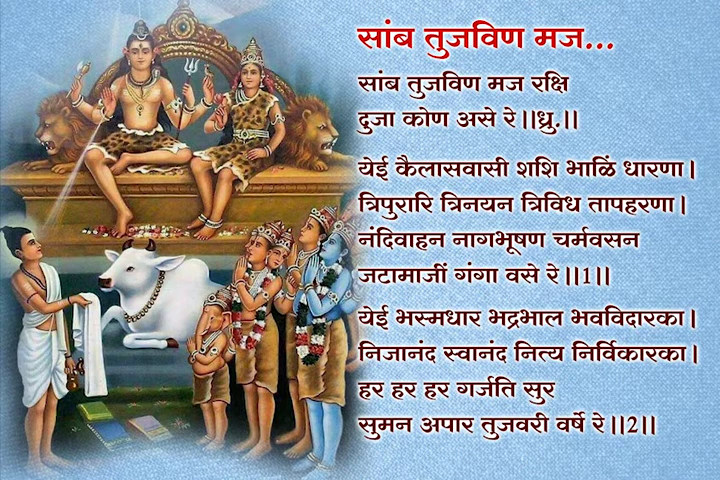 सांब तुजविण मज...
सांब तुजविण मज रक्षि
दुजा कोण असे रे ||ध्रु.||
येई कैलासवासी शशि भाळिं धारणा |
त्रिपुरारि त्रिनयन त्रिविध तापहरणा |
नंदिवाहन नागभूषण चर्मवसन
जटामाजीं गंगा वसे रे ||1||
येई भस्मधार भद्रभाल भवविदारका |
निजानंद स्वानंद नित्य निर्विकारका |
हर हर हर गर्जति सुर
सुमन अपार तुजवरी वर्षे रे ||2||